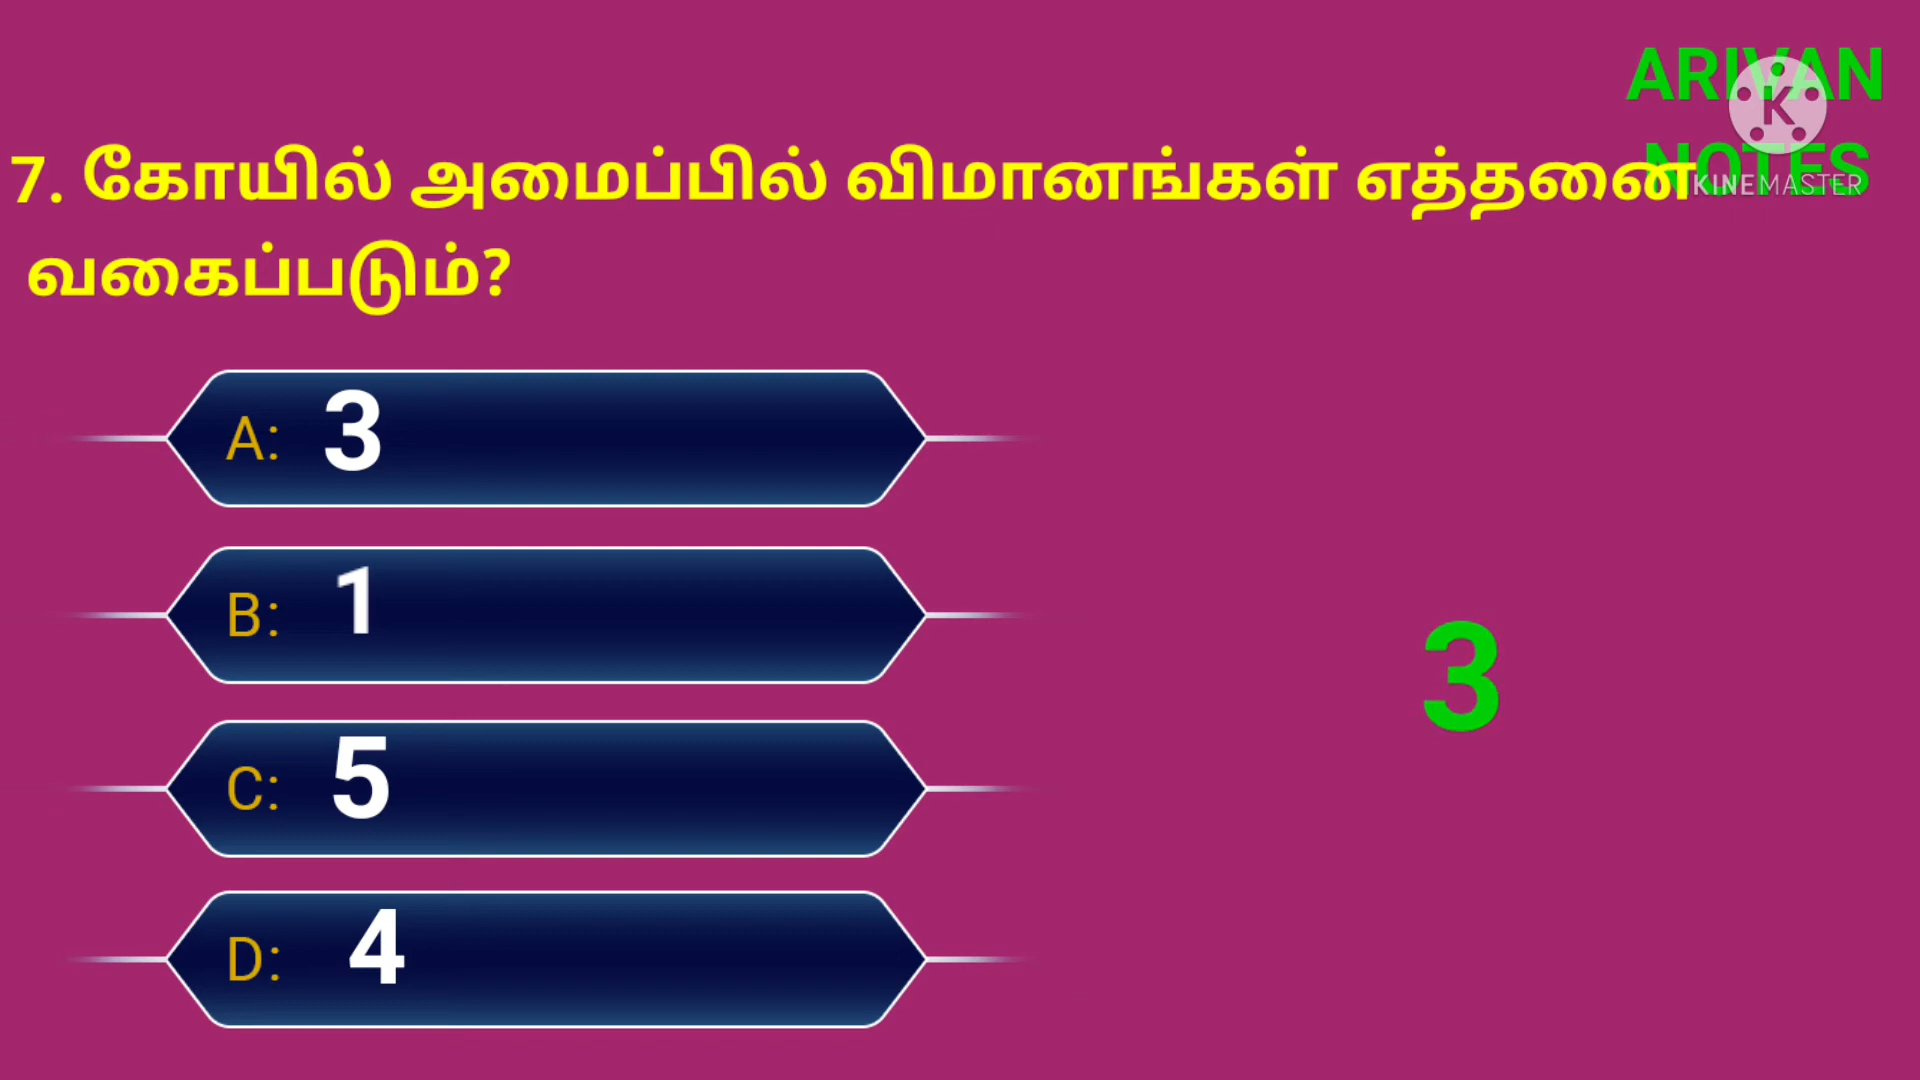 ARIVAN
NOTES
K
KINEMASTER
7. கோயில் அமைப்பில் விமானங்கள் எத்தனை
வகைப்படும்?
A: 3
B: 1
C: 5
D: 4
3